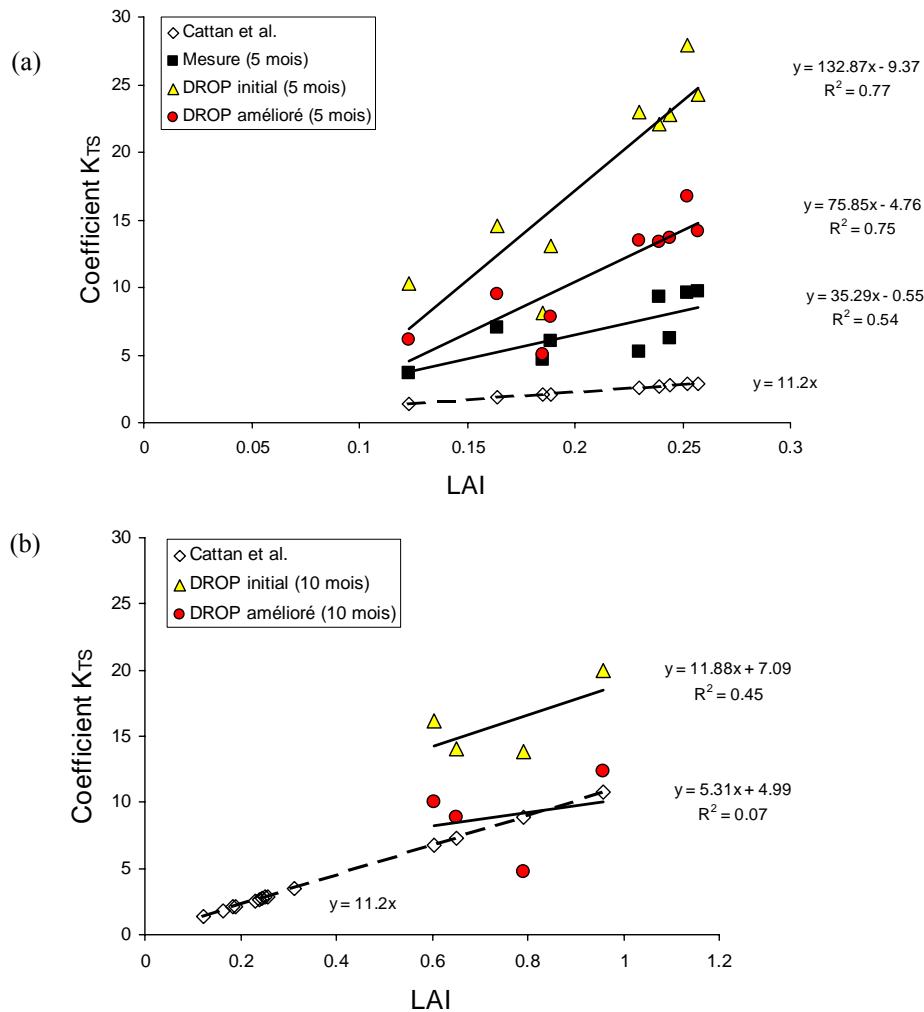 (a)
Cattan et al.
Mesure (5 mois)
DROP initial (5 mois)
DROP amélioré (5 mois)
y = 132.87x - 9.37
R² = 0.77
y = 75.85x - 4.76
R² = 0.75
y = 35.29x - 0.55
R² = 0.54
y = 11.2x
Coefficient KTS
30
25
20
15
10
5
0
0 0.05 0.1 0.15 0.2 0.25 0.3
LAI
(b)
Cattan et al.
DROP initial (10 mois)
DROP amélioré (10 mois)
y = 11.88x + 7.09
R² = 0.45
y = 5.31x + 4.99
R² = 0.07
y = 11.2x
Coefficient KTS
30
25
20
15
10
5
0
0 0.2 0.4 0.6 0.8 1 1.2
LAI